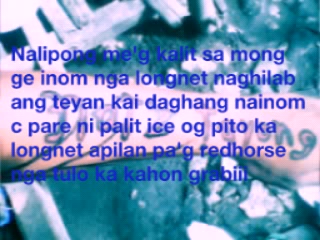 Nalipong me'g kalit sa mong
ge inom nga longnet naghilab
ang teyan kai daghang nainom
c pare ni palit ice og pito ka
longnet apilan pa'g redhorse
nga tulo ka kahon grabiii.